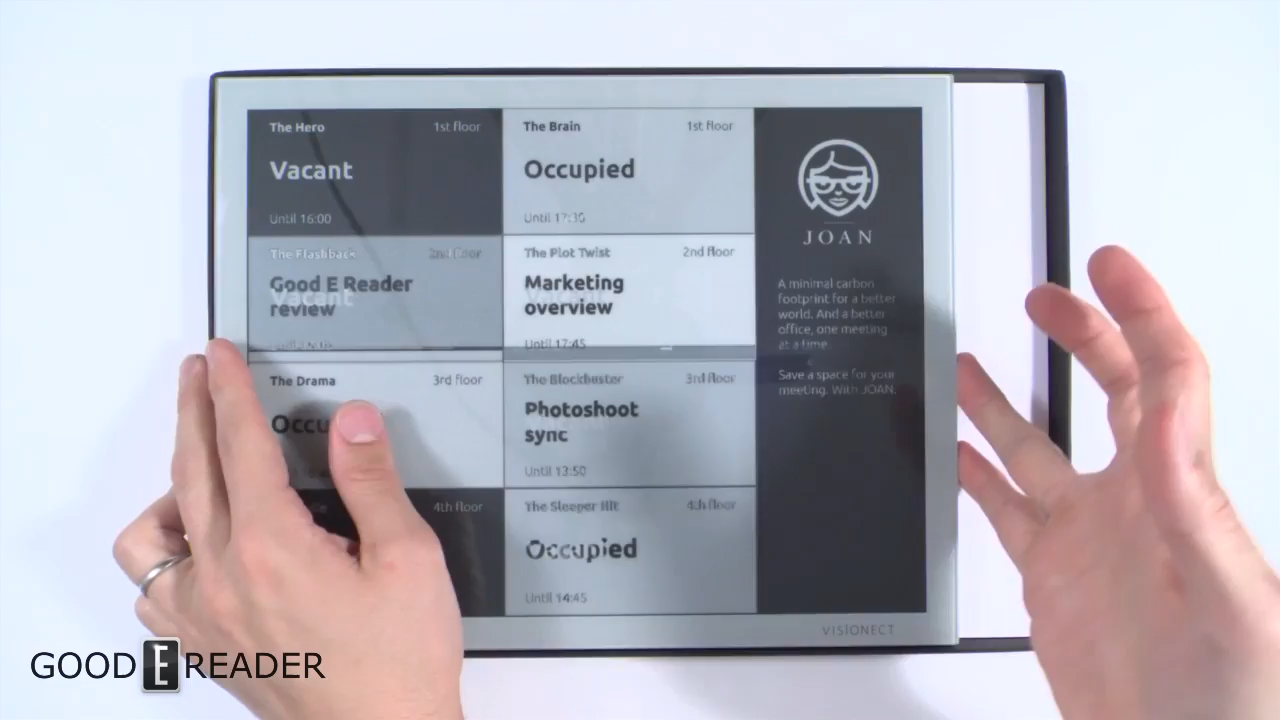 The Hero 1st floor
Vacant
Until 16:00
The Brain 1st floor
Occupied
Until 17:30
The Flashback 2nd floor
Good E Reader
review
Vacant
The Plot Twist 2nd floor
Marketing
overview
Until 17:45
The Drama 3rd floor
Occu
The Blockbuster 3rd floor
Photoshoot
sync
Until 13:50
4th floor
The Sleeper Hit 4th floor
Occupied
Until 14:45
JOAN
A minimal carbon
footprint for a better
world. And a better
office, one meeting
at a time.
Save a space for your
meeting. With JOAN.
VISIONECT
GOOD E READER